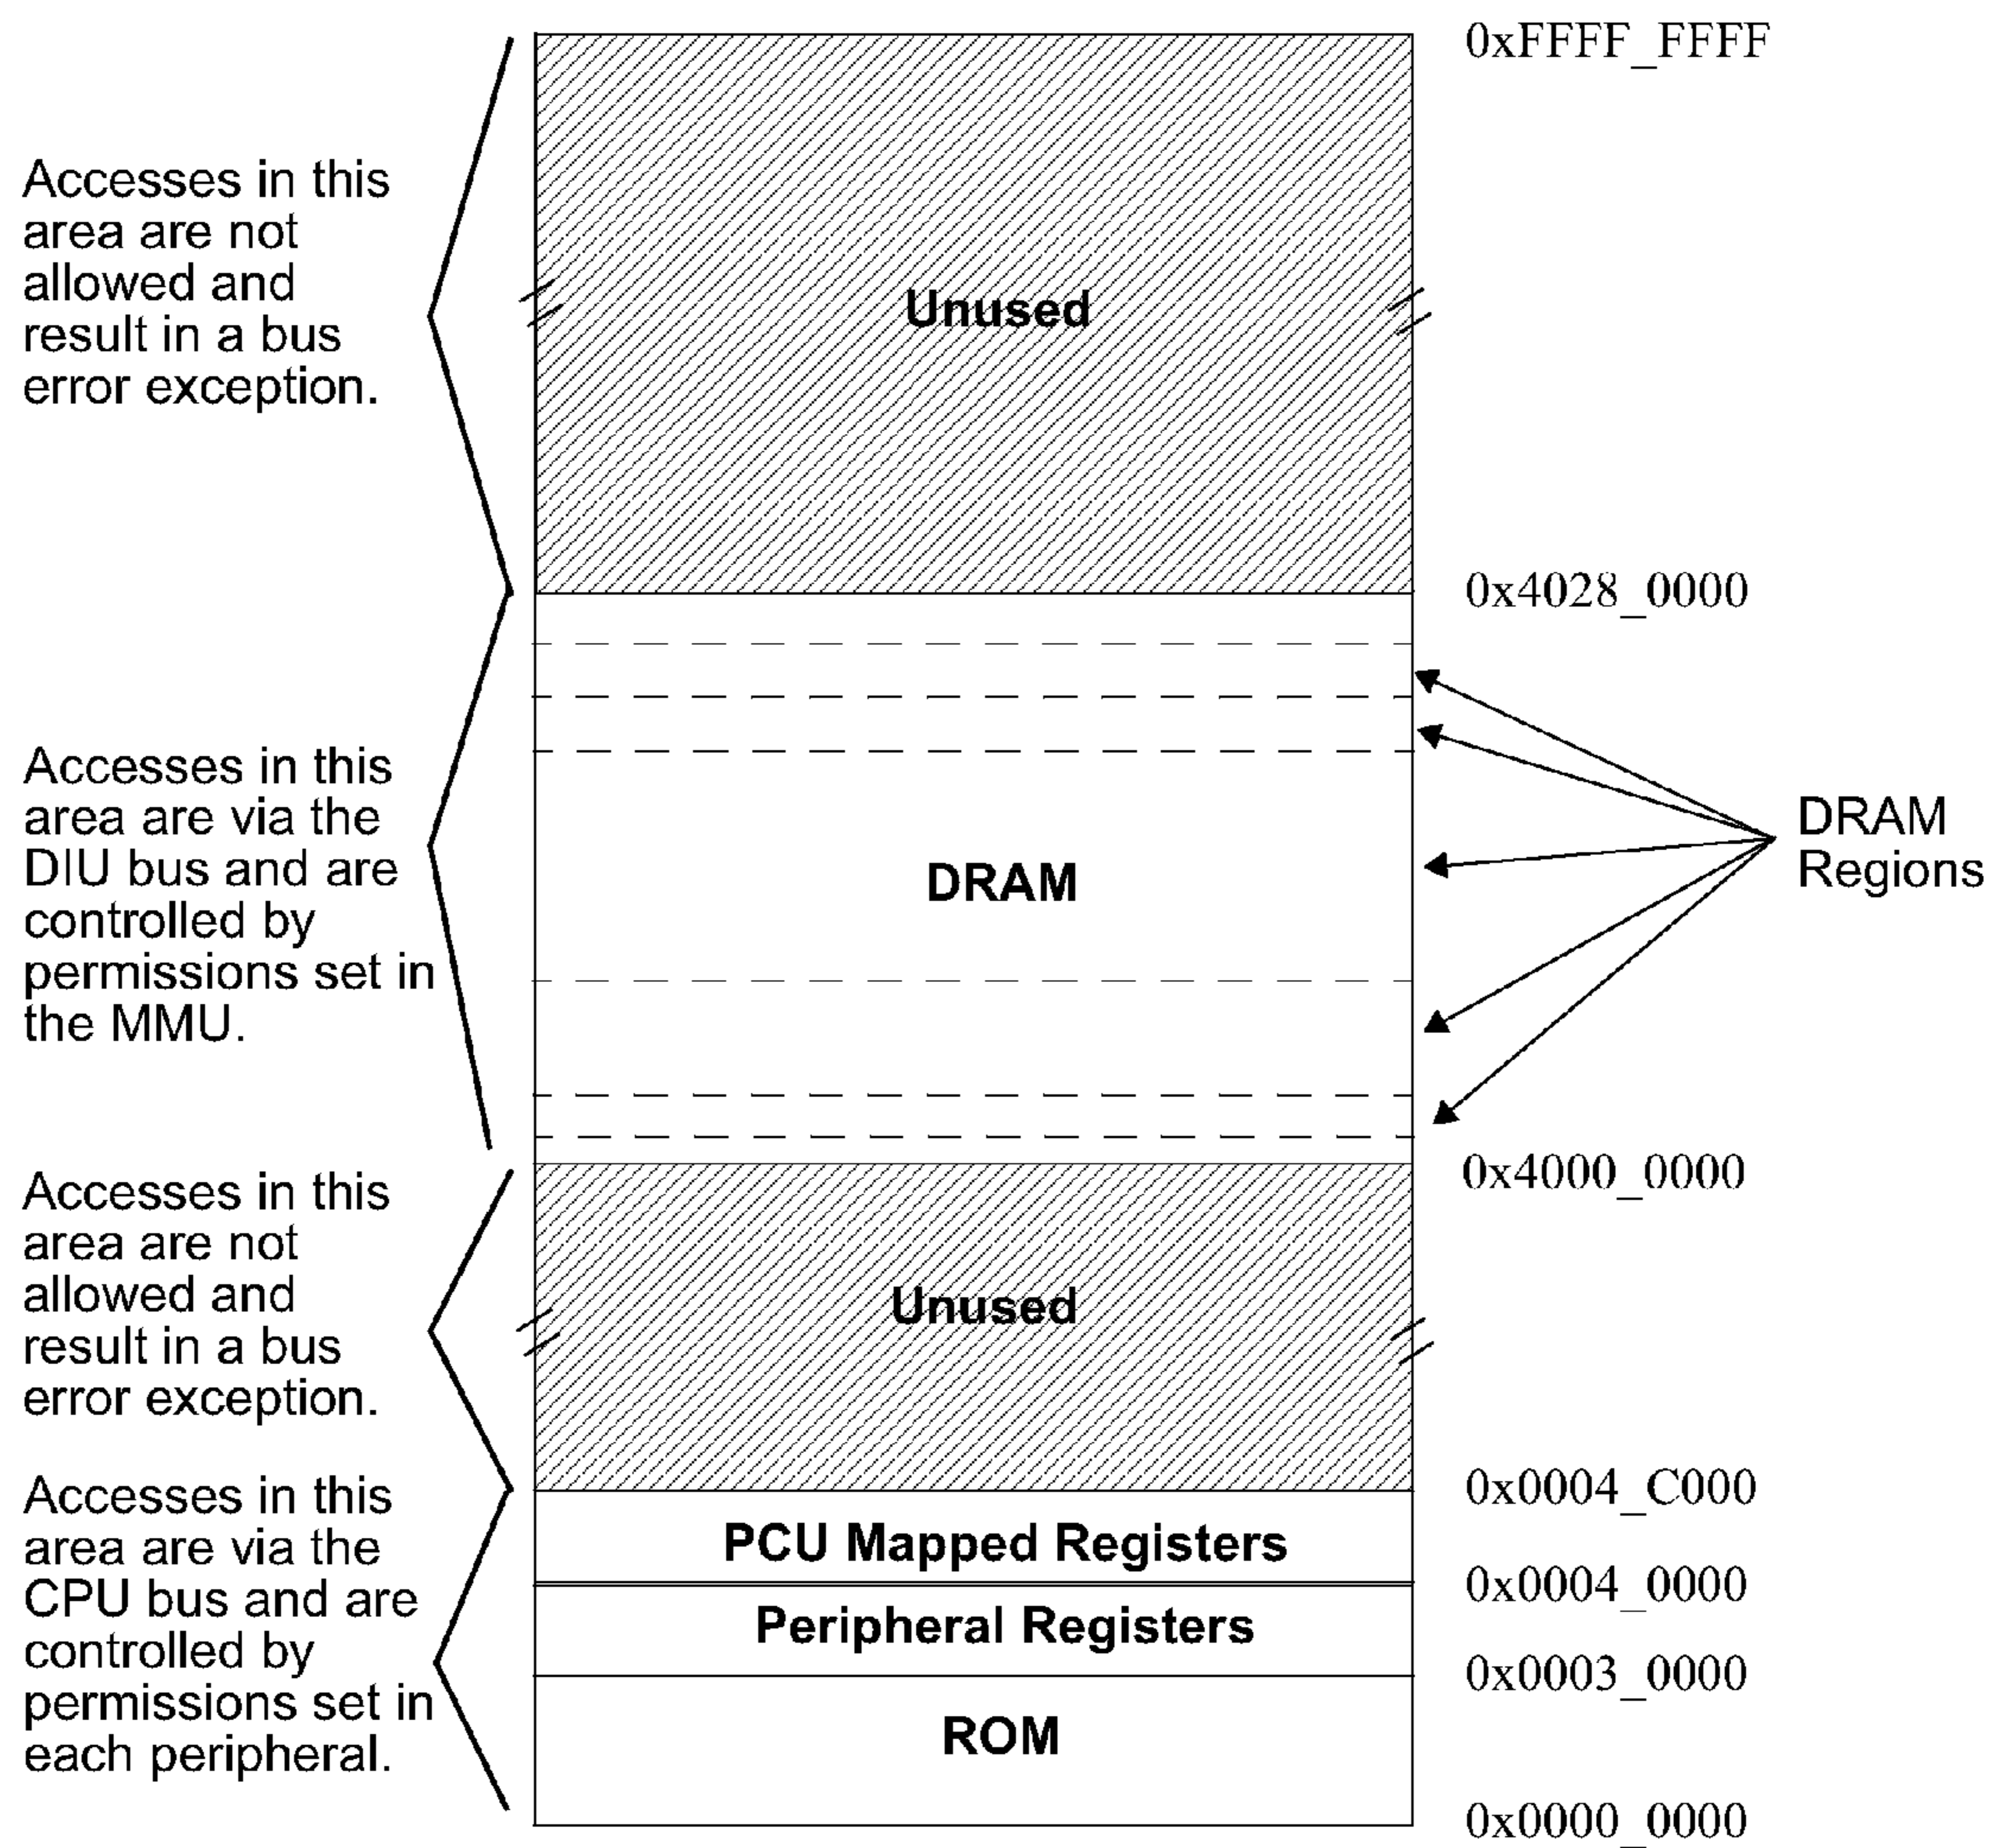 0xFFFF_FFFF
Accesses in this
area are not
allowed and
result in a bus
error exception.
Unused
0x4028_0000
Accesses in this
area are via the
DIU bus and are
controlled by
permissions set in
the MMU.
DRAM
DRAM
Regions
0x4000_0000
Accesses in this
area are not
allowed and
result in a bus
error exception.
Unused
0x0004_C000
Accesses in this
area are via the
CPU bus and are
controlled by
permissions set in
each peripheral.
PCU Mapped Registers
0x0004_0000
Peripheral Registers
0x0003_0000
ROM
0x0000_0000